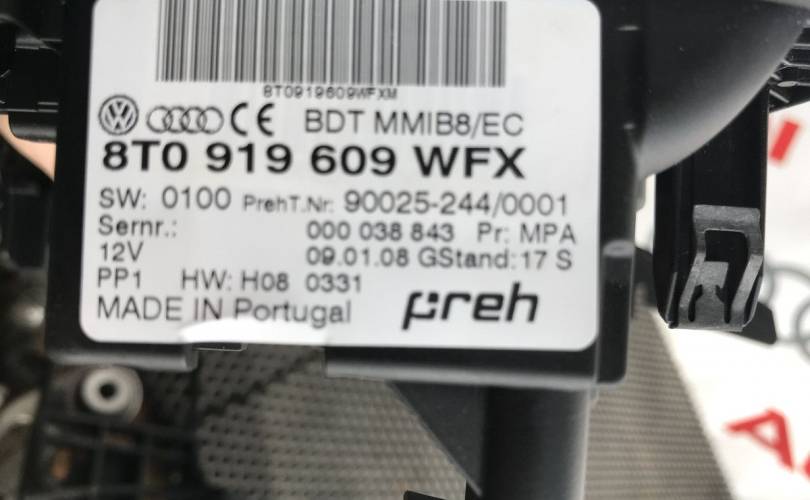 8T0919609WFXM
CE BDT MMIB8/EC
8T0 919 609 WFX
SW: 0100 PrehT.Nr: 90025-244/0001
Sernr.: 000 038 843 Pr: MPA
12V 09.01.08 GStand: 17 S
PP1 HW: H08 0331
MADE IN Portugal preh